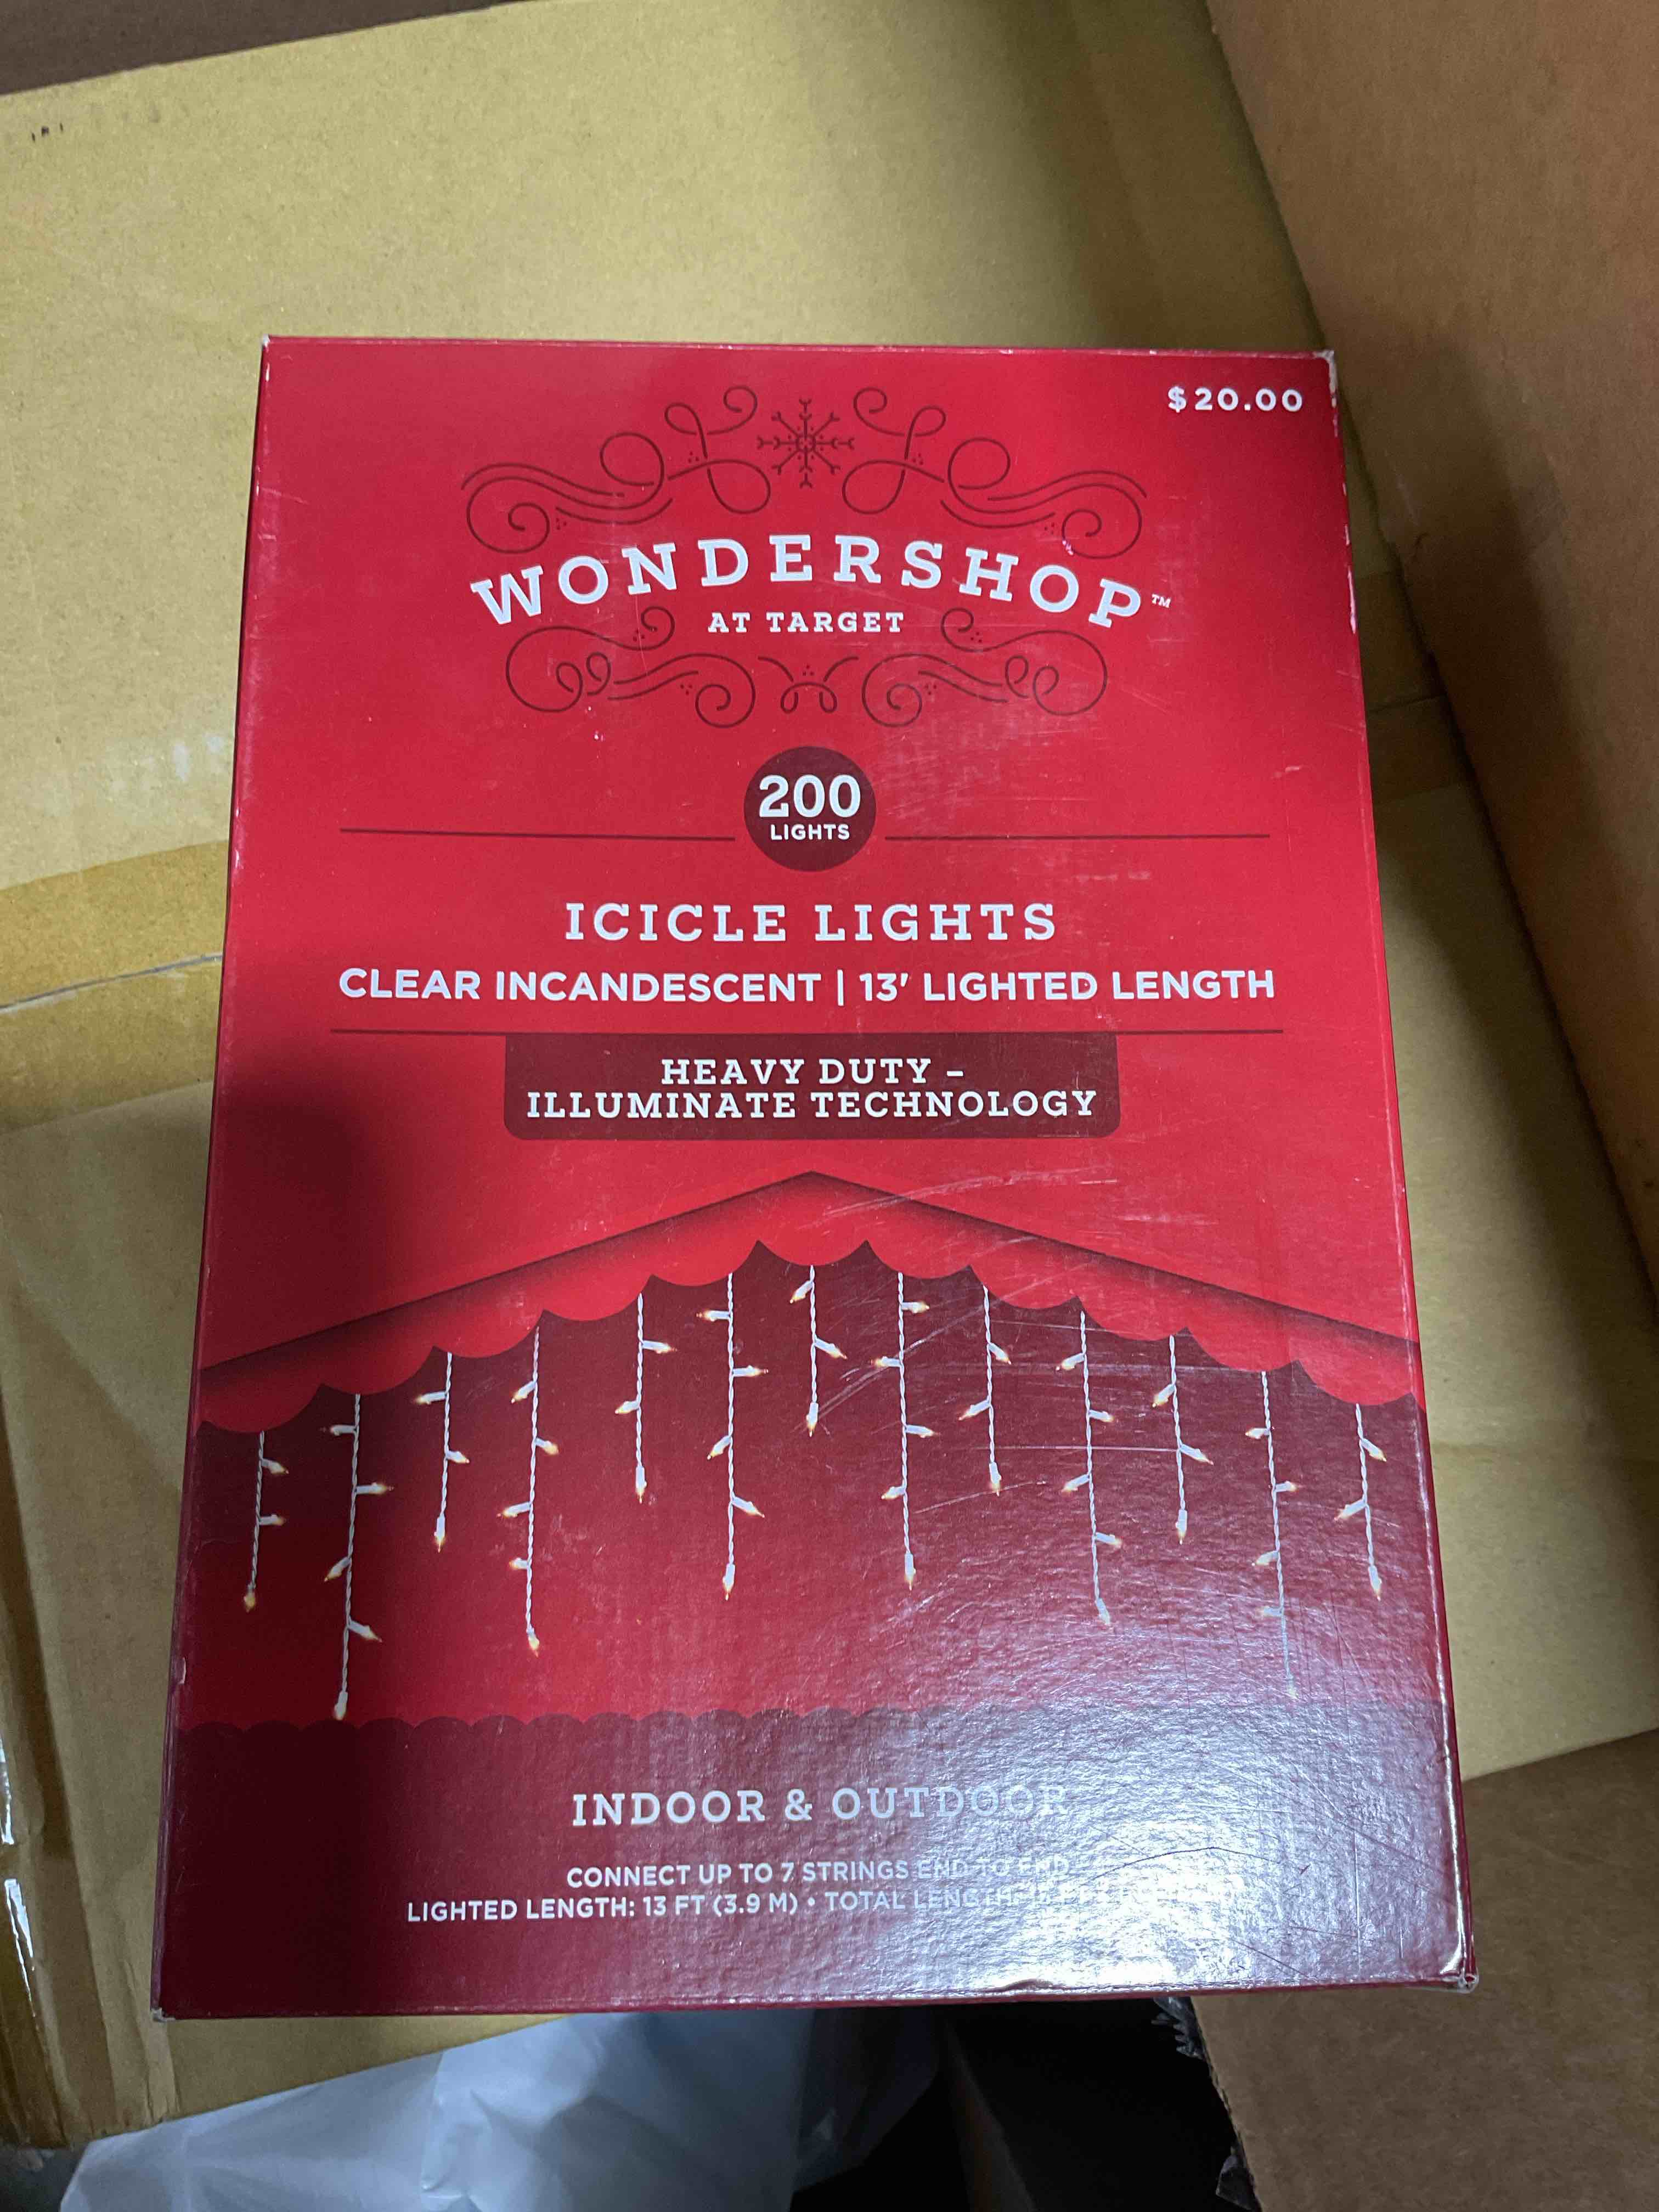 $20.00
WONDERSHOP™
AT TARGET
200
LIGHTS
ICICLE LIGHTS
CLEAR INCANDESCENT | 13' LIGHTED LENGTH
HEAVY DUTY –
ILLUMINATE TECHNOLOGY
INDOOR & OUTDOOR
CONNECT UP TO 7 STRINGS END TO END
LIGHTED LENGTH: 13 FT (3.9 M) • TOTAL LENGTH: